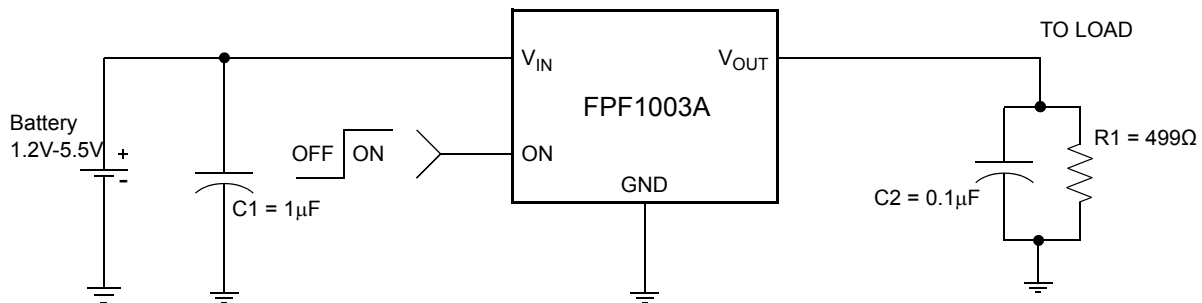 TO LOAD
V_IN
V_OUT
FPF1003A
Battery
1.2V-5.5V
+
-
OFF
ON
ON
GND
C1 = 1μF
R1 = 499Ω
C2 = 0.1μF